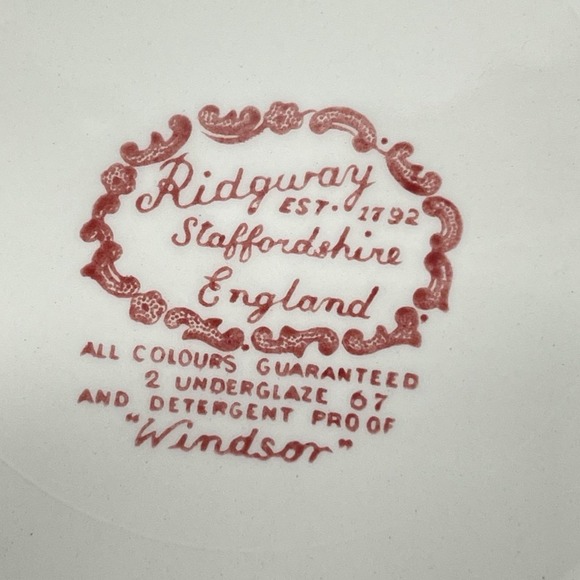 Ridgway
EST. 1792
Staffordshire
England
ALL COLOURS GUARANTEED
2 UNDERGLAZE 67
AND DETERGENT PROOF
"Windsor"